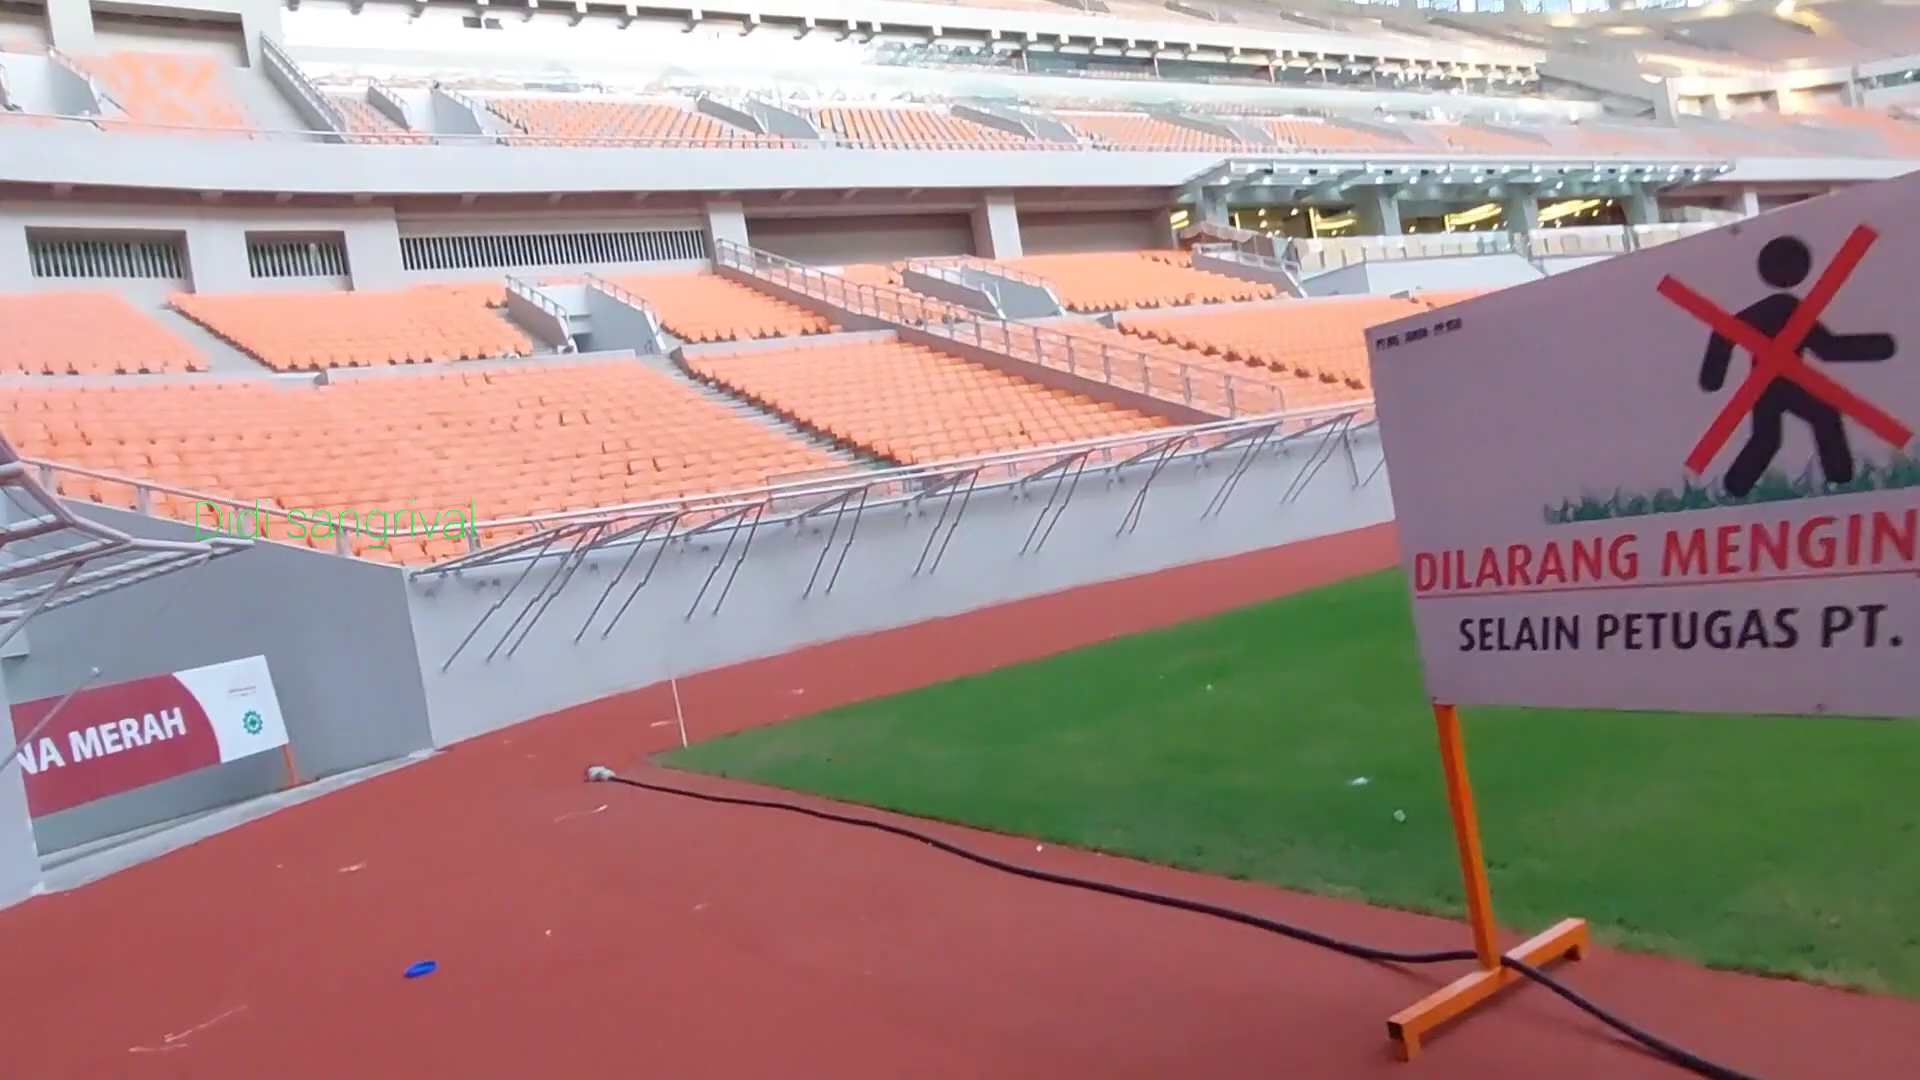 Didi sangrival
NA MERAH
DILARANG MENGIN
SELAIN PETUGAS PT.